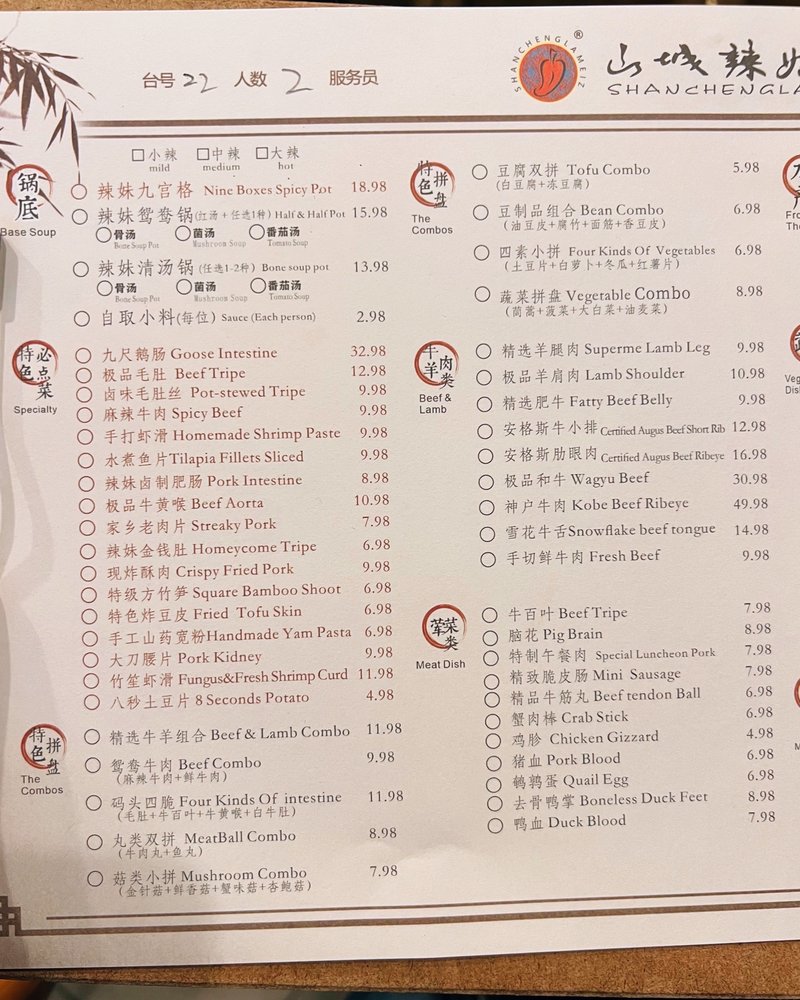 SHANCHENGLAMEIZ
®
山城辣
SHANCHENGLA
台号 22 人数 2 服务员
小辣 中辣 大辣
mild medium hot
锅底
Base Soup
辣妹九宫格 Nine Boxes Spicy Pot 18.98
辣妹鸳鸯锅(红汤+任选1种) Half & Half Pot 15.98
骨汤 菌汤 番茄汤
Bone Soup Pot Mushroom Soup Tomato Soup
辣妹清汤锅(任选1-2种) Bone soup pot 13.98
骨汤 菌汤 番茄汤
Bone Soup Pot Mushroom Soup Tomato Soup
自取小料(每位) Sauce (Each person) 2.98
特色必点菜
Specialty
九尺鹅肠 Goose Intestine 32.98
极品毛肚 Beef Tripe 12.98
卤味毛肚丝 Pot-stewed Tripe 9.98
麻辣牛肉 Spicy Beef 9.98
手打虾滑 Homemade Shrimp Paste 9.98
水煮鱼片Tilapia Fillets Sliced 9.98
辣妹卤制肥肠 Pork Intestine 8.98
极品牛黄喉 Beef Aorta 10.98
家乡老肉片 Streaky Pork 7.98
辣妹金钱肚 Homeycome Tripe 6.98
现炸酥肉 Crispy Fried Pork 9.98
特级方竹笋 Square Bamboo Shoot 6.98
特色炸豆皮 Fried Tofu Skin 6.98
手工山药宽粉Handmade Yam Pasta 6.98
大刀腰片 Pork Kidney 9.98
竹笙虾滑 Fungus&Fresh Shrimp Curd 11.98
八秒土豆片 8 Seconds Potato 4.98
特色拼盘
The Combos
精选牛羊组合 Beef & Lamb Combo 11.98
鸳鸯牛肉 Beef Combo 9.98
(麻辣牛肉+鲜牛肉)
码头四脆 Four Kinds Of intestine 11.98
(毛肚+牛百叶+牛黄喉+白牛肚)
丸类双拼 MeatBall Combo 8.98
(牛肉丸+鱼丸)
菇类小拼 Mushroom Combo 7.98
(金针菇+鲜香菇+蟹味菇+杏鲍菇)
特色拼盘
The Combos
豆腐双拼 Tofu Combo 5.98
(白豆腐+冻豆腐)
豆制品组合 Bean Combo 6.98
(油豆皮+腐竹+面筋+香豆皮)
四素小拼 Four Kinds Of Vegetables 6.98
(土豆片+白萝卜+冬瓜+红薯片)
蔬菜拼盘 Vegetable Combo 8.98
(茼蒿+菠菜+大白菜+油麦菜)
牛羊肉类
Beef & Lamb
精选羊腿肉 Superme Lamb Leg 9.98
极品羊肩肉 Lamb Shoulder 10.98
精选肥牛 Fatty Beef Belly 9.98
安格斯牛小排 Certified Augus Beef Short Rib 12.98
安格斯肋眼肉 Certified Augus Beef Ribeye 16.98
极品和牛 Wagyu Beef 30.98
神户牛肉 Kobe Beef Ribeye 49.98
雪花牛舌Snowflake beef tongue 14.98
手切鲜牛肉 Fresh Beef 9.98
荤菜类
Meat Dish
牛百叶 Beef Tripe 7.98
脑花 Pig Brain 8.98
特制午餐肉 Special Luncheon Pork 7.98
精致脆皮肠 Mini Sausage 7.98
精品牛筋丸 Beef tendon Ball 6.98
蟹肉棒 Crab Stick 6.98
鸡胗 Chicken Gizzard 4.98
猪血 Pork Blood 6.98
鹌鹑蛋 Quail Egg 6.98
去骨鸭掌 Boneless Duck Feet 8.98
鸭血 Duck Blood 7.98